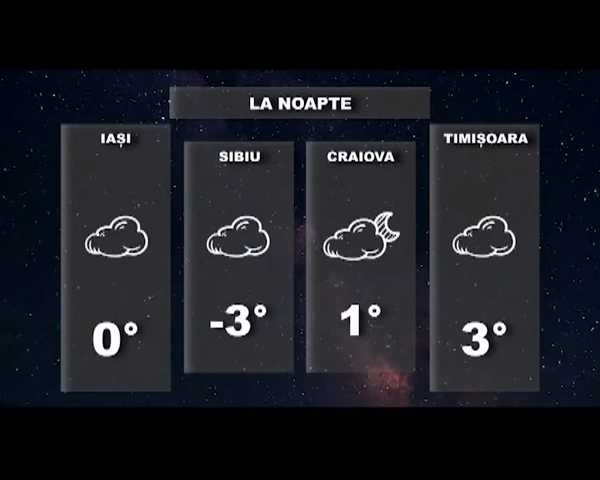 LA NOAPTE
IAȘI
SIBIU
CRAIOVA
TIMIȘOARA
0°
-3°
1°
3°